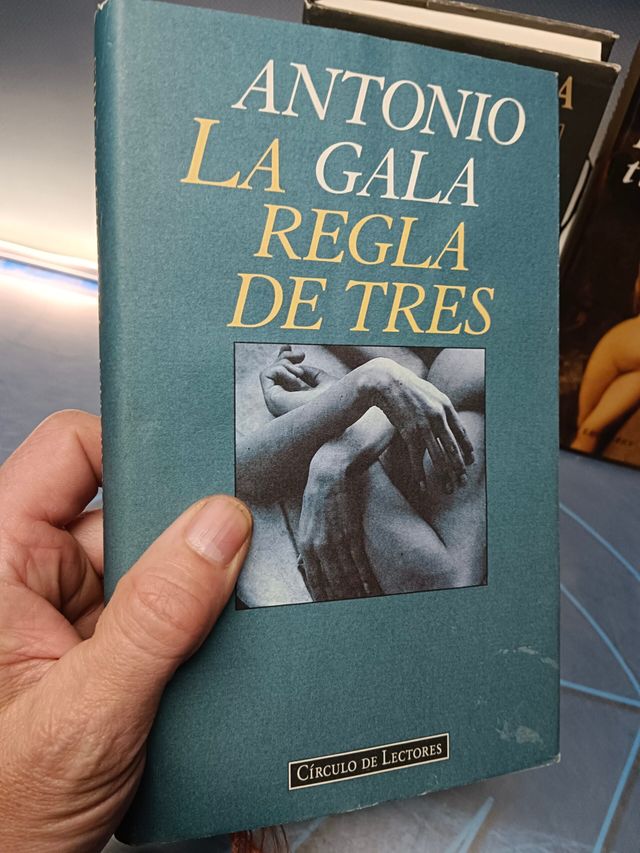 ANTONIO
LA GALA
REGLA
DE TRES
CÍRCULO DE LECTORES